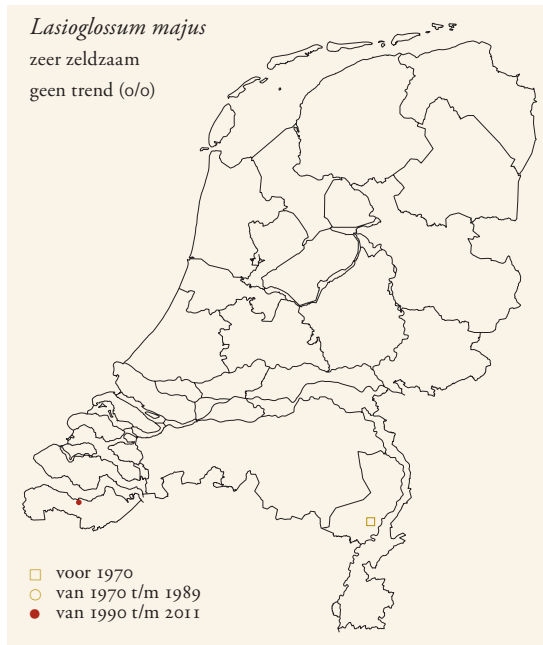 Lasioglossum majus
zeer zeldzaam
geen trend (0/0)
voor 1970
van 1970 t/m 1989
van 1990 t/m 2011